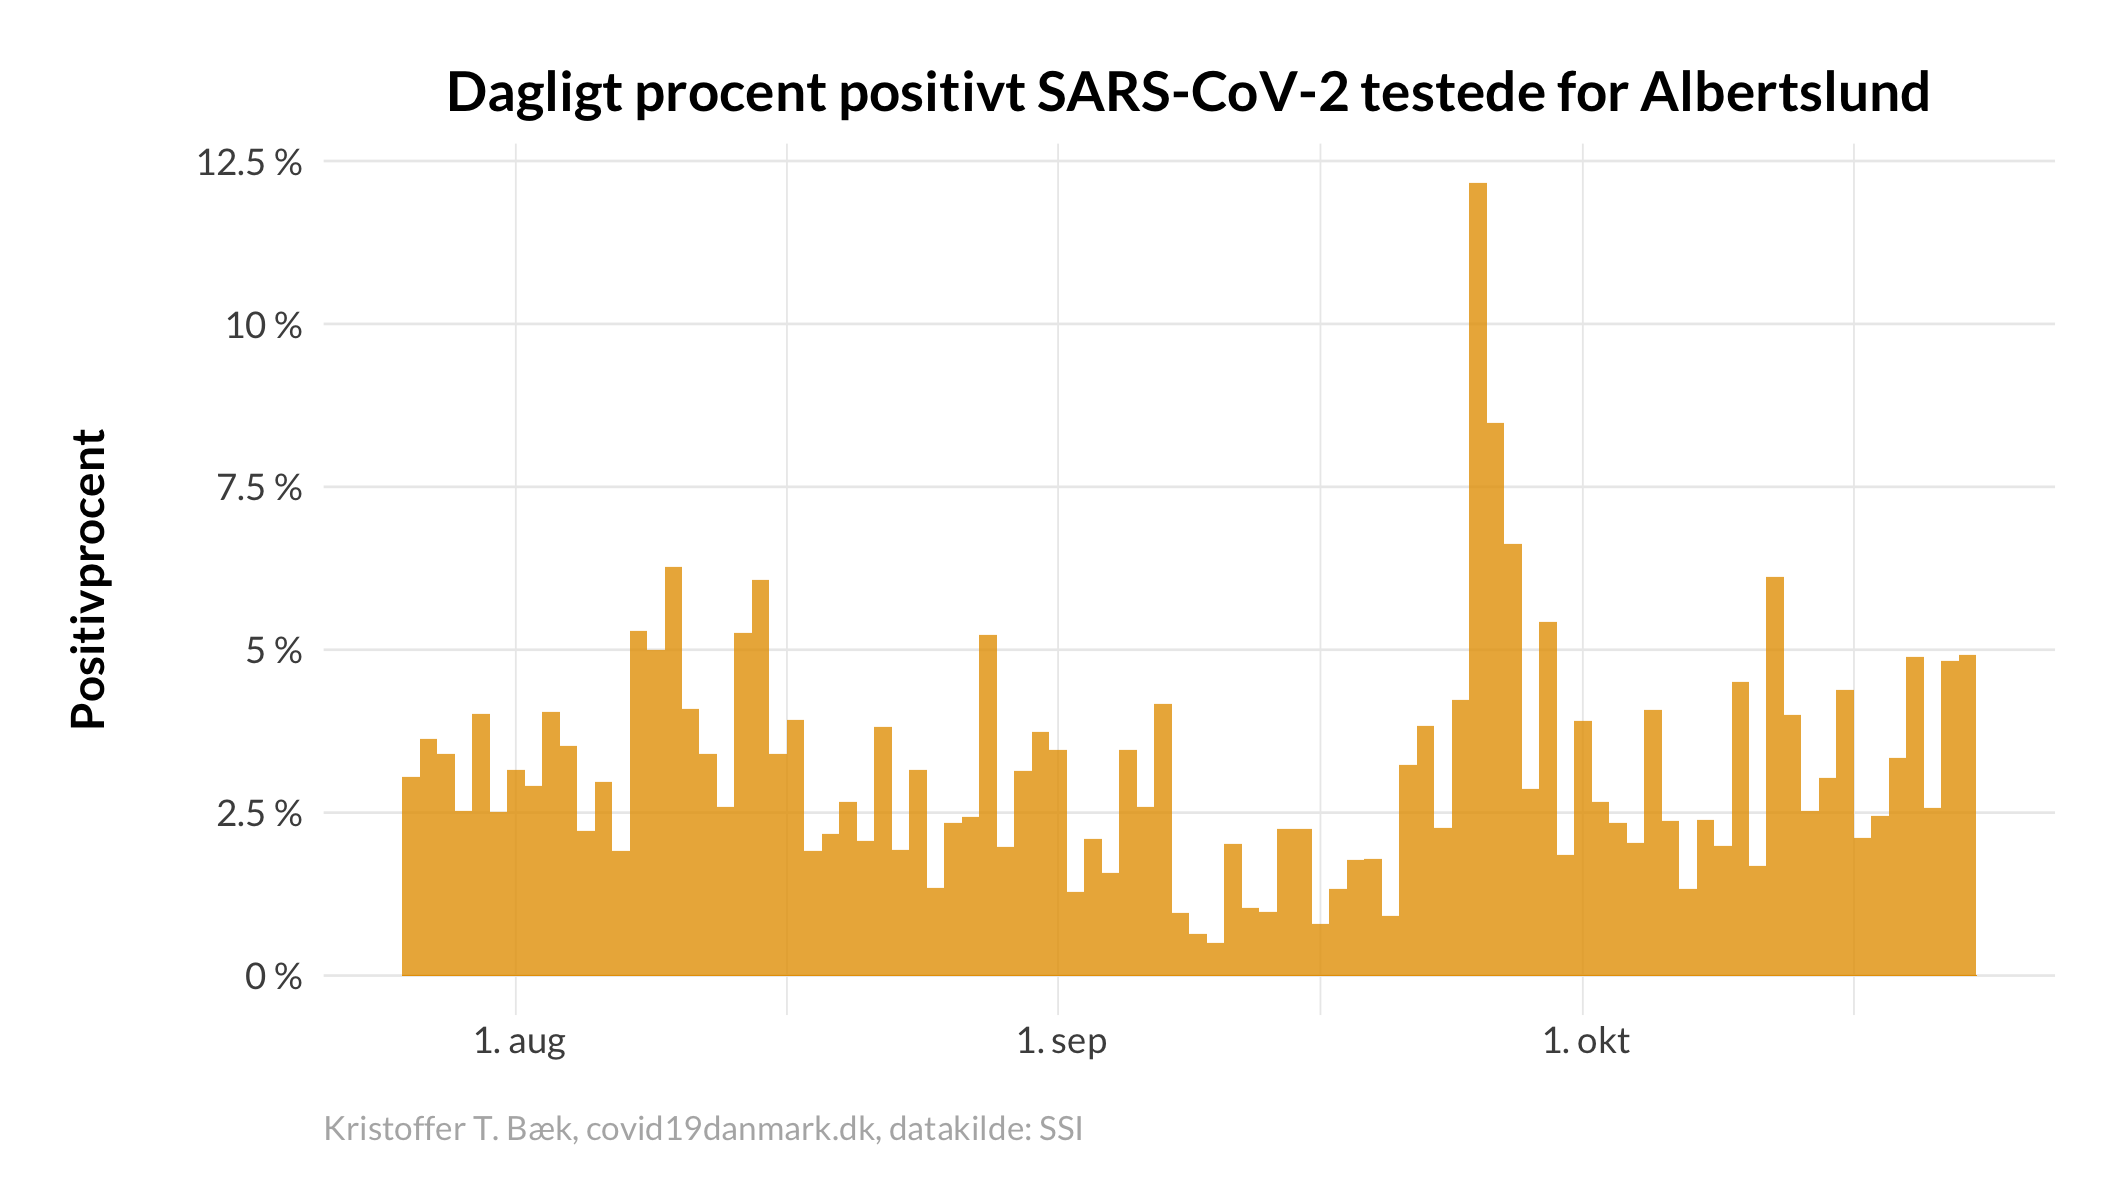 Dagligt procent positivt SARS-CoV-2 testede for Albertslund
12.5 %
10 %
7.5 %
5 %
2.5 %
0 %
Positivprocent
1. aug
1. sep
1. okt
Kristoffer T. Bæk, covid19danmark.dk, datakilde: SSI